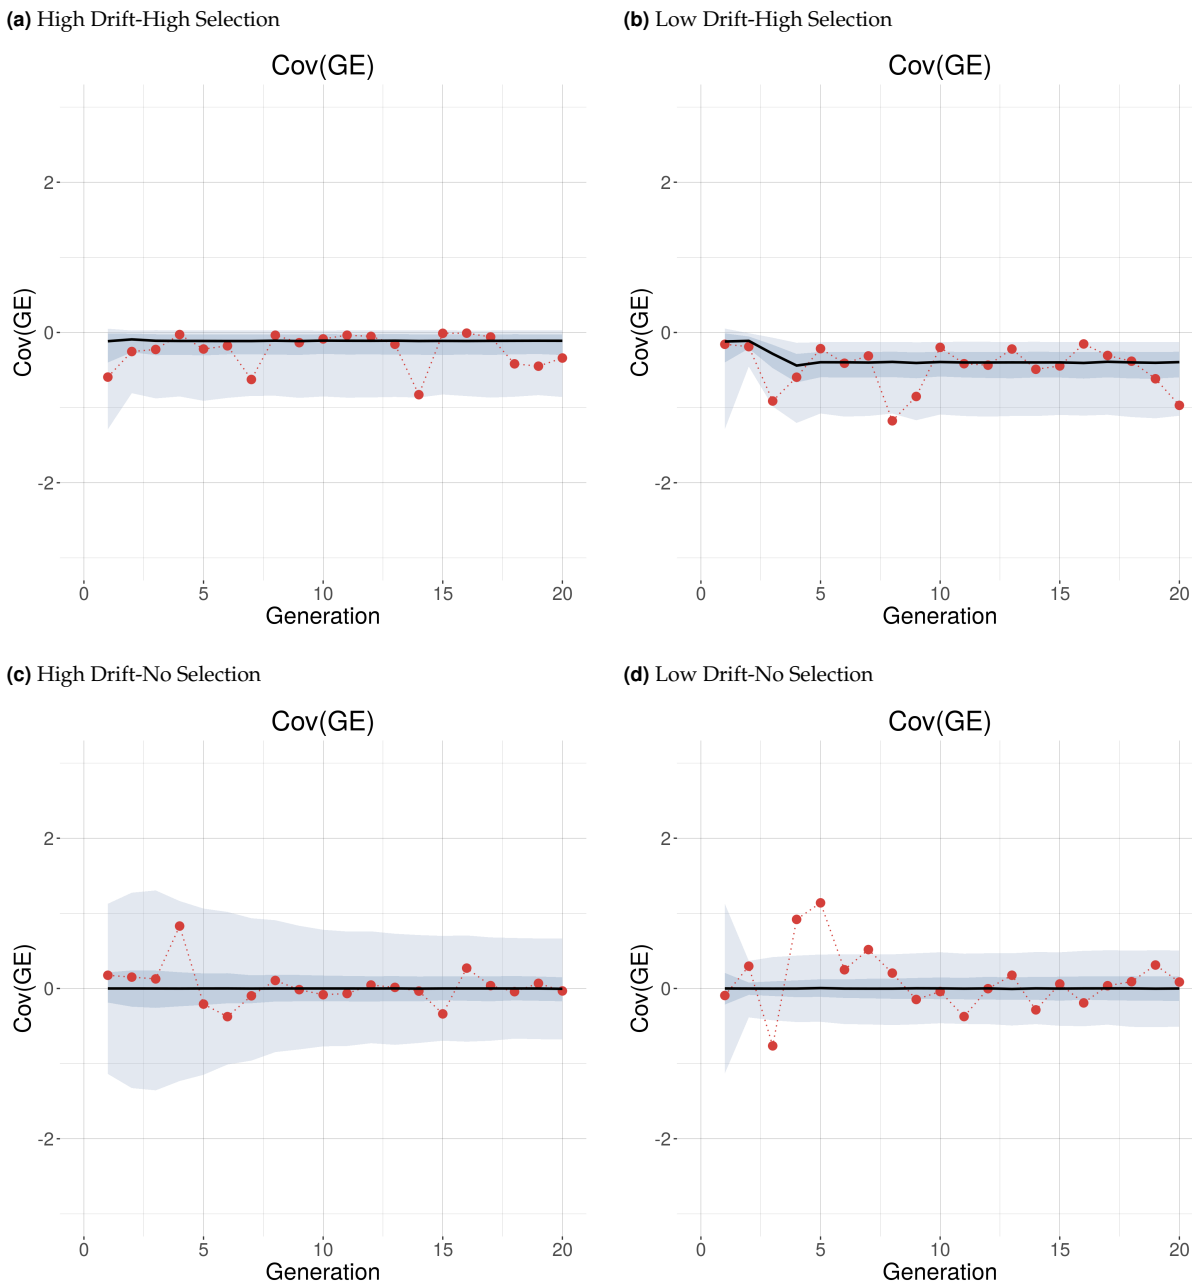 (a) High Drift-High Selection
Cov(GE)
Cov(GE)
2
0
-2
0 5 10 15 20
Generation
(b) Low Drift-High Selection
Cov(GE)
Cov(GE)
2
0
-2
0 5 10 15 20
Generation
(c) High Drift-No Selection
Cov(GE)
Cov(GE)
2
0
-2
0 5 10 15 20
Generation
(d) Low Drift-No Selection
Cov(GE)
Cov(GE)
2
0
-2
0 5 10 15 20
Generation